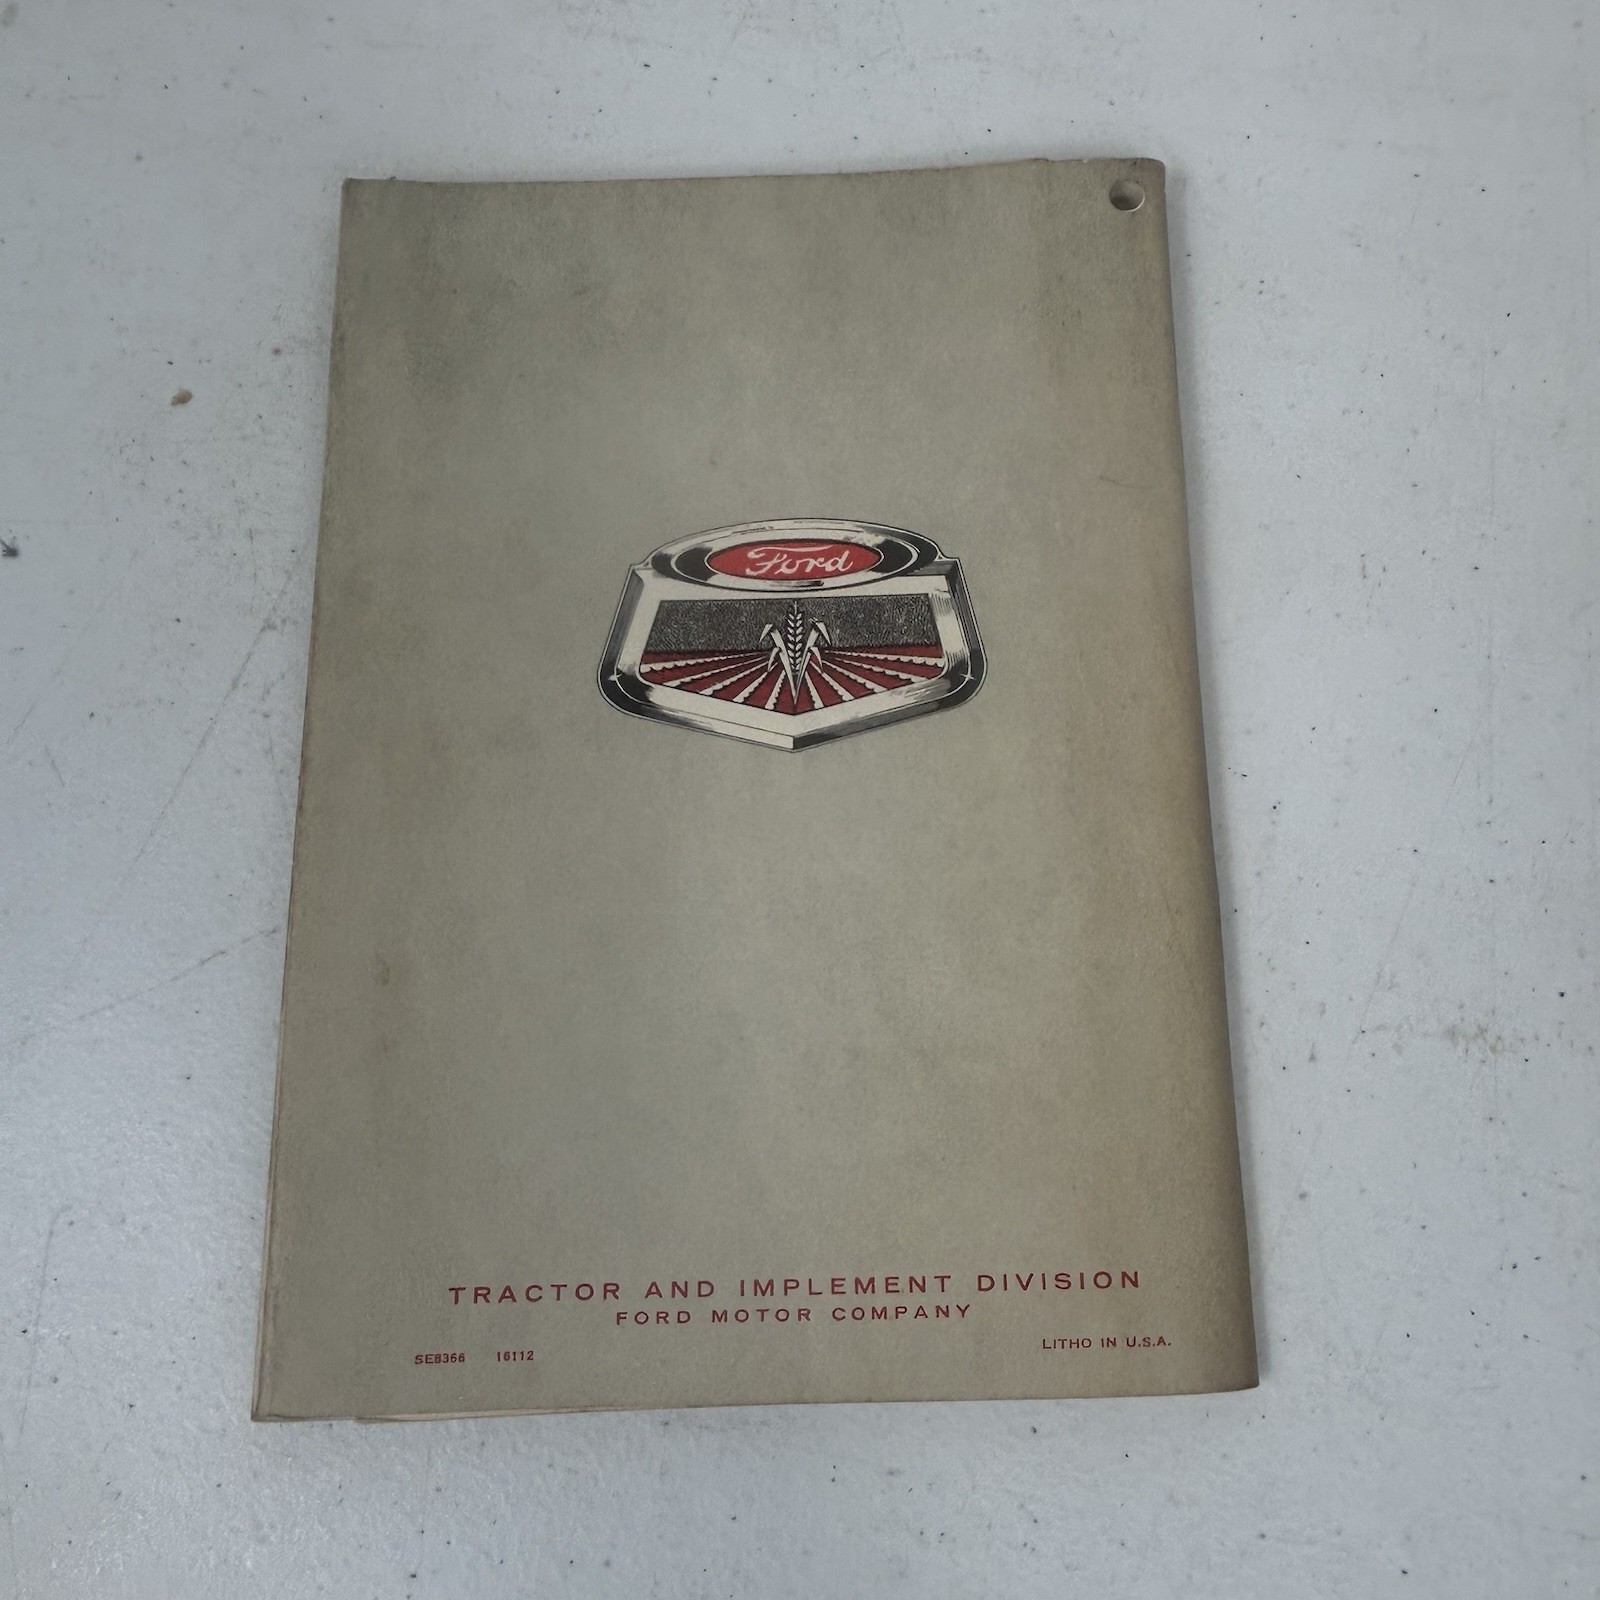 Ford
TRACTOR AND IMPLEMENT DIVISION
FORD MOTOR COMPANY
SE8366 16112
LITHO IN U.S.A.